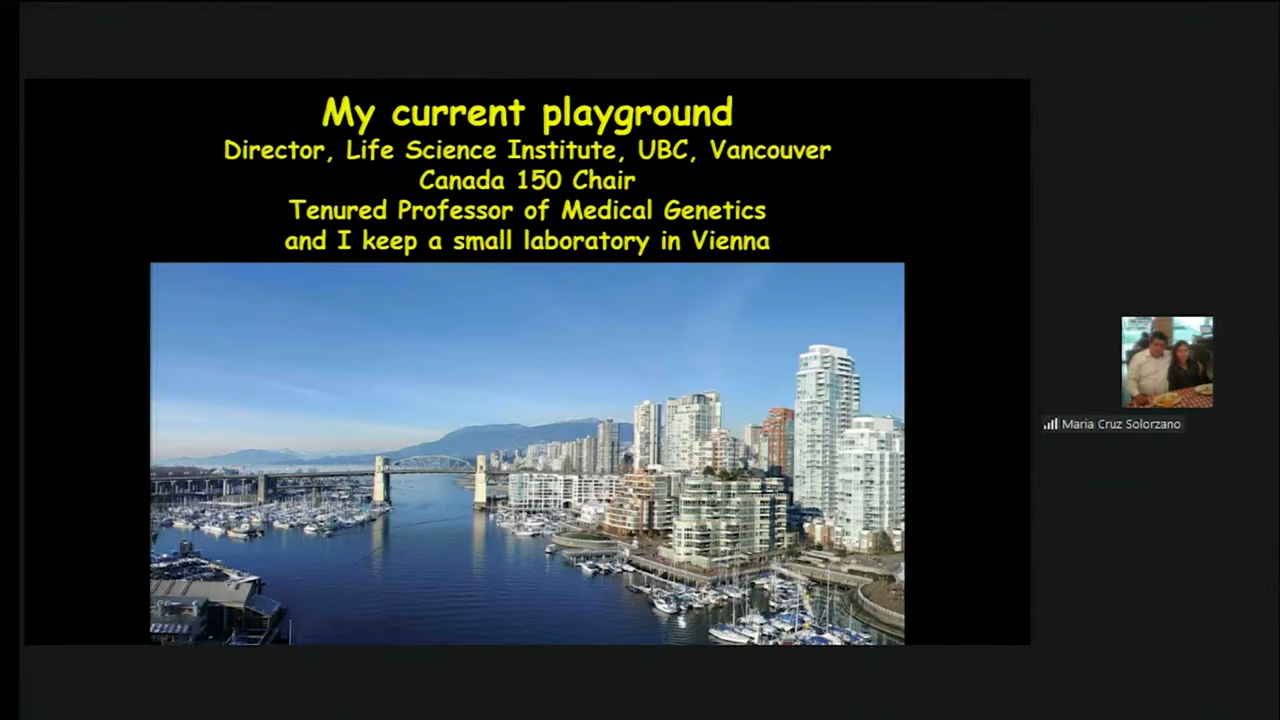 My current playground
Director, Life Science Institute, UBC, Vancouver
Canada 150 Chair
Tenured Professor of Medical Genetics
and I keep a small laboratory in Vienna
Maria Cruz Solorzano